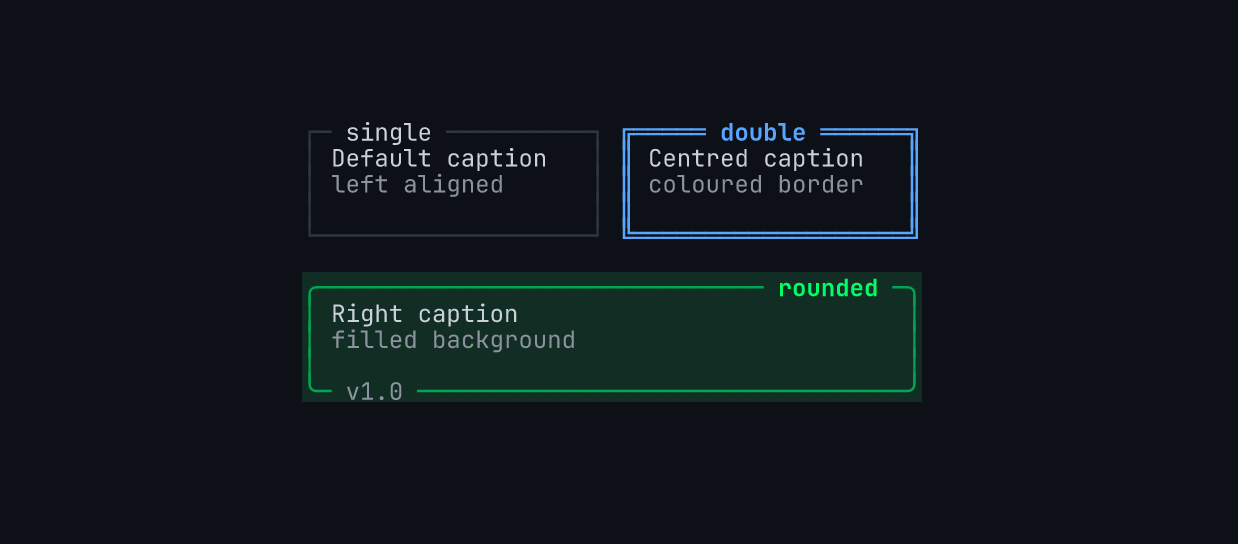 single
Default caption
left aligned
double
Centred caption
coloured border
rounded
Right caption
filled background
v1.0